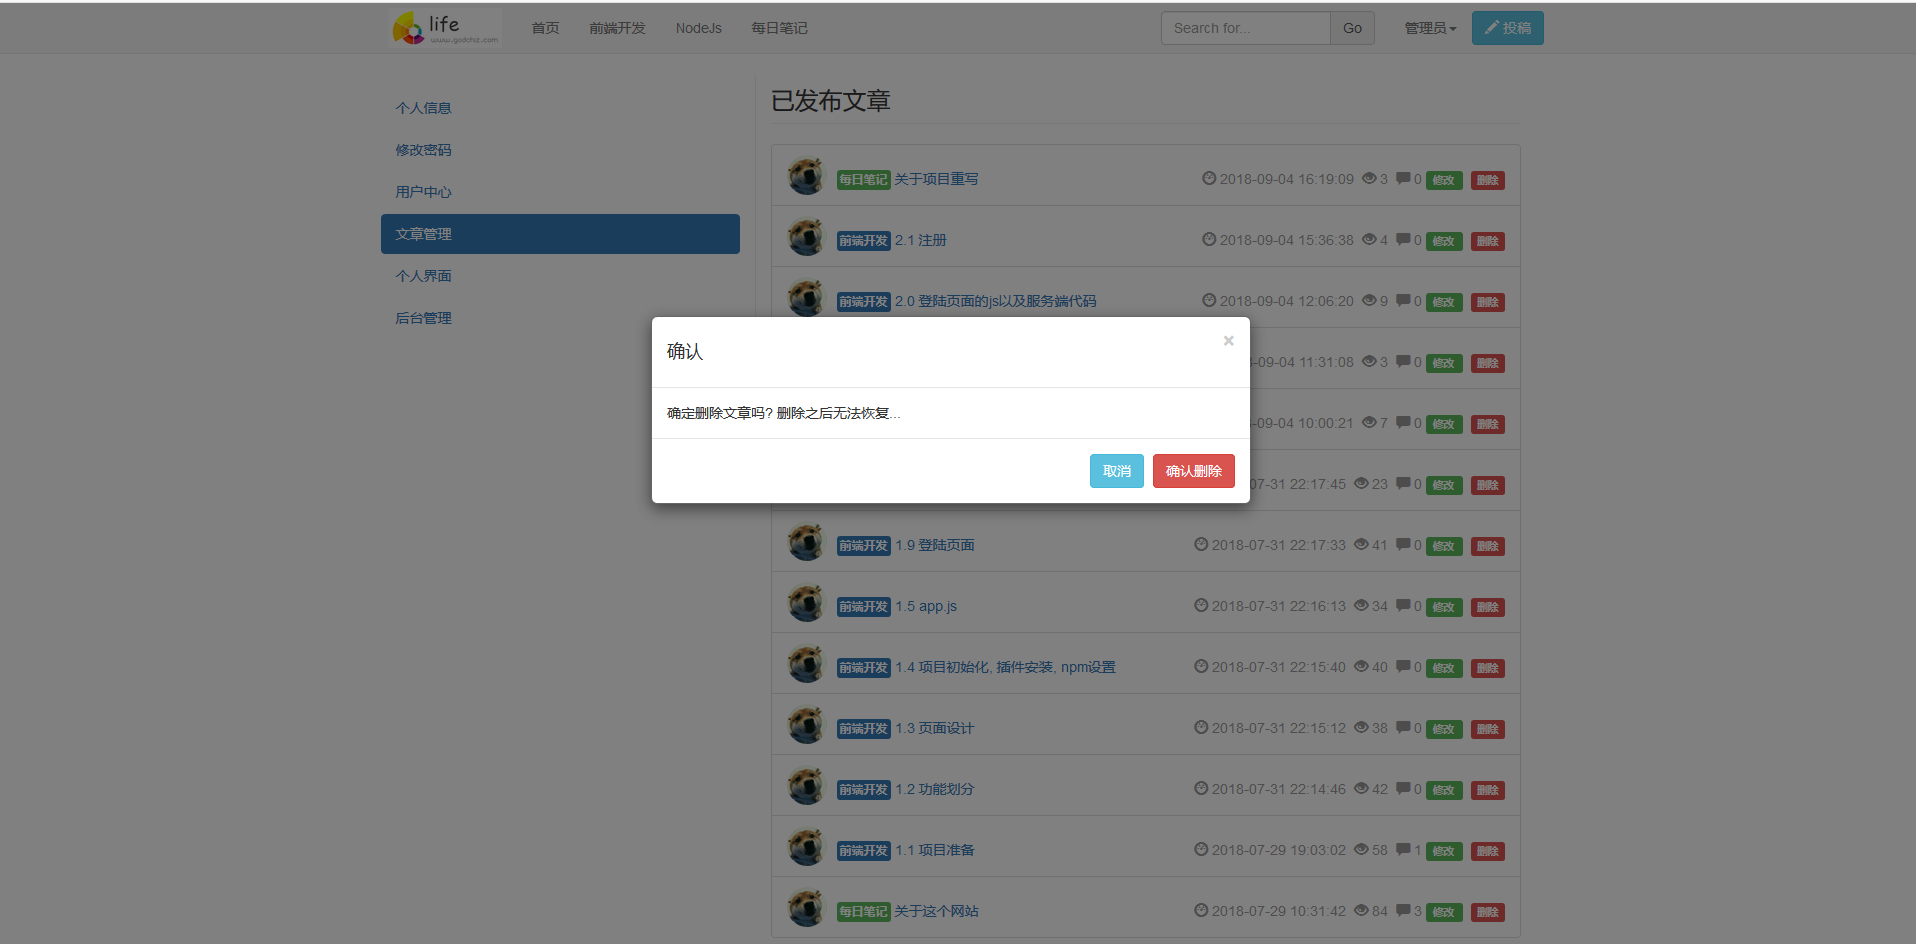 life 首页 前端开发 NodeJs 每日笔记 Search for... Go 管理员 投稿
www.godchiz.com
个人信息
修改密码
用户中心
文章管理
个人界面
后台管理
已发布文章
每日笔记 关于项目重写 2018-09-04 16:19:09 3 0 修改 删除
前端开发 2.1 注册 2018-09-04 15:36:38 4 0 修改 删除
前端开发 2.0 登陆页面的js以及服务端代码 2018-09-04 12:06:20 9 0 修改 删除
-09-04 11:31:08 3 0 修改 删除
-09-04 10:00:21 7 0 修改 删除
07-31 22:17:45 23 0 修改 删除
确认 ×
确定删除文章吗? 删除之后无法恢复...
取消 确认删除
前端开发 1.9 登陆页面 2018-07-31 22:17:33 41 0 修改 删除
前端开发 1.5 app.js 2018-07-31 22:16:13 34 0 修改 删除
前端开发 1.4 项目初始化, 插件安装, npm设置 2018-07-31 22:15:40 40 0 修改 删除
前端开发 1.3 页面设计 2018-07-31 22:15:12 38 0 修改 删除
前端开发 1.2 功能划分 2018-07-31 22:14:46 42 0 修改 删除
前端开发 1.1 项目准备 2018-07-29 19:03:02 58 1 修改 删除
每日笔记 关于这个网站 2018-07-29 10:31:42 84 3 修改 删除